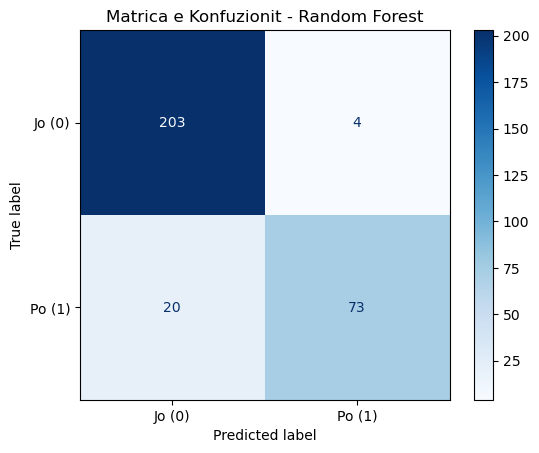 Matrica e Konfuzionit - Random Forest
True label
Jo (0)
203
4
Po (1)
20
73
Jo (0)
Po (1)
Predicted label
200
175
150
125
100
75
50
25